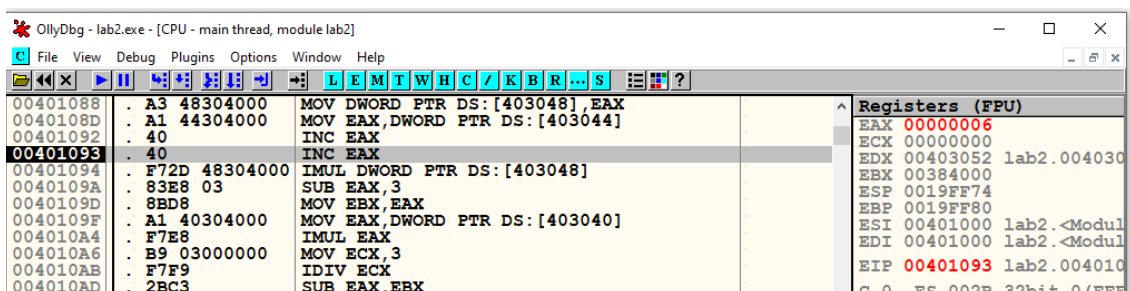 OllyDbg - lab2.exe - [CPU - main thread, module lab2]
C File View Debug Plugins Options Window Help
L E M T W H C / K B R ... S ?
00401088 . A3 48304000 MOV DWORD PTR DS:[403048],EAX
0040108D . A1 44304000 MOV EAX,DWORD PTR DS:[403044]
00401092 . 40 INC EAX
00401093 . 40 INC EAX
00401094 . F72D 48304000 IMUL DWORD PTR DS:[403048]
0040109A . 83E8 03 SUB EAX,3
0040109D . 8BD8 MOV EBX,EAX
0040109F . A1 40304000 MOV EAX,DWORD PTR DS:[403040]
004010A4 . F7E8 IMUL EAX
004010A6 . B9 03000000 MOV ECX,3
004010AB . F7F9 IDIV ECX
004010AD . 2BC3 SUB EAX,EBX
Registers (FPU)
EAX 00000006
ECX 00000000
EDX 00403052 lab2.004030
EBX 00384000
ESP 0019FF74
EBP 0019FF80
ESI 00401000 lab2.<Modul
EDI 00401000 lab2.<Modul
EIP 00401093 lab2.004010
C 0 ES 002B 32bit 0(FFF